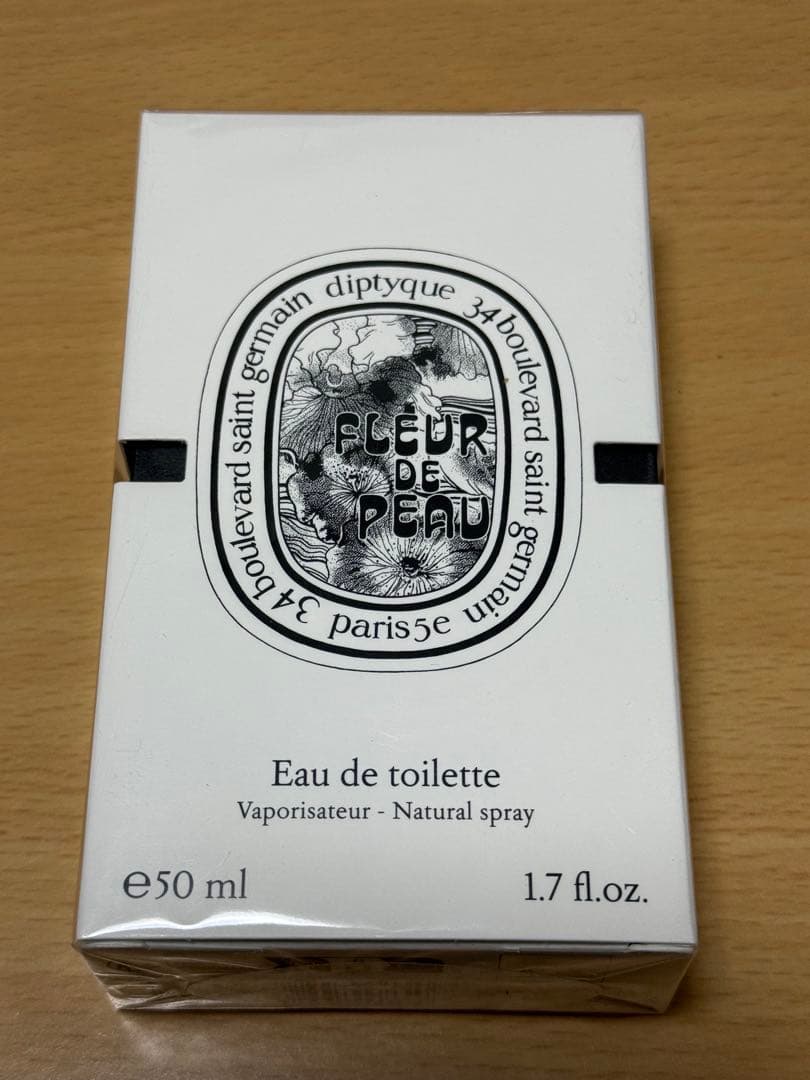 diptyque 34 boulevard saint germain paris5e 34 boulevard saint germain
FLEUR
DE
PEAU
Eau de toilette
Vaporisateur - Natural spray
e50 ml
1.7 fl.oz.